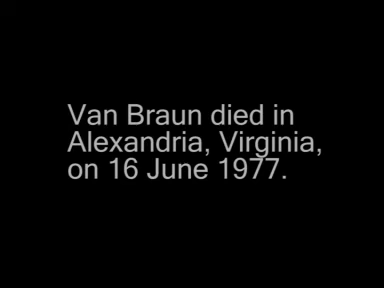 Van Braun died in
Alexandria, Virginia,
on 16 June 1977.